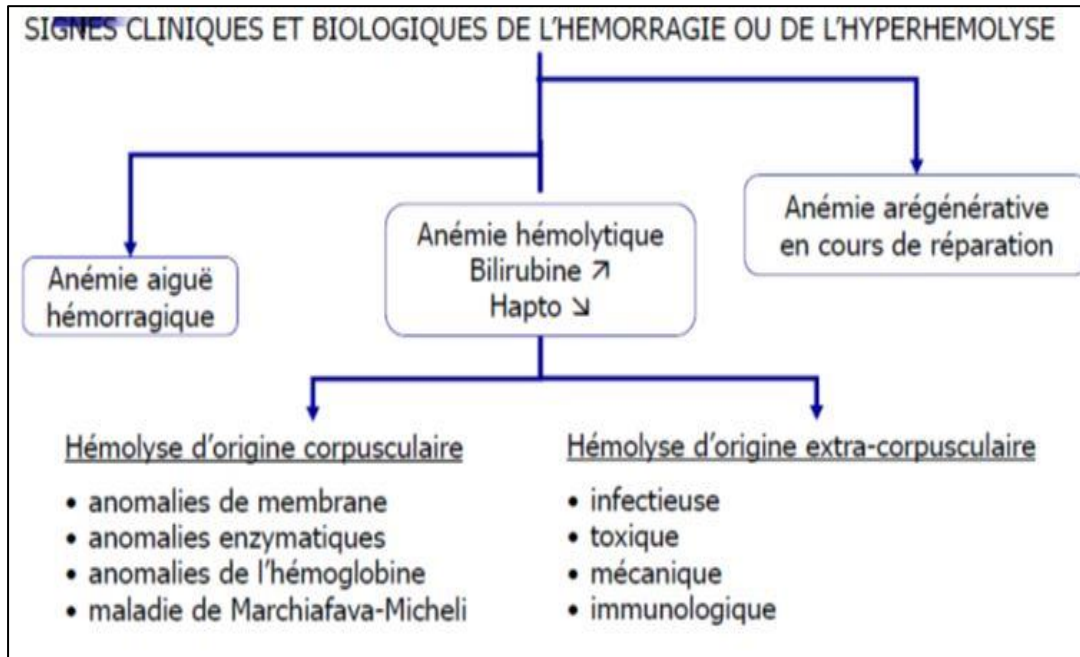 SIGNES CLINIQUES ET BIOLOGIQUES DE L'HEMORRAGIE OU DE L'HYPERHEMOLYSE
Anémie aiguë
hémorragique
Anémie hémolytique
Bilirubine ↗
Hapto ↘
Anémie arégénérative
en cours de réparation
Hémolyse d'origine corpusculaire
• anomalies de membrane
• anomalies enzymatiques
• anomalies de l'hémoglobine
• maladie de Marchiafava-Micheli
Hémolyse d'origine extra-corpusculaire
• infectieuse
• toxique
• mécanique
• immunologique